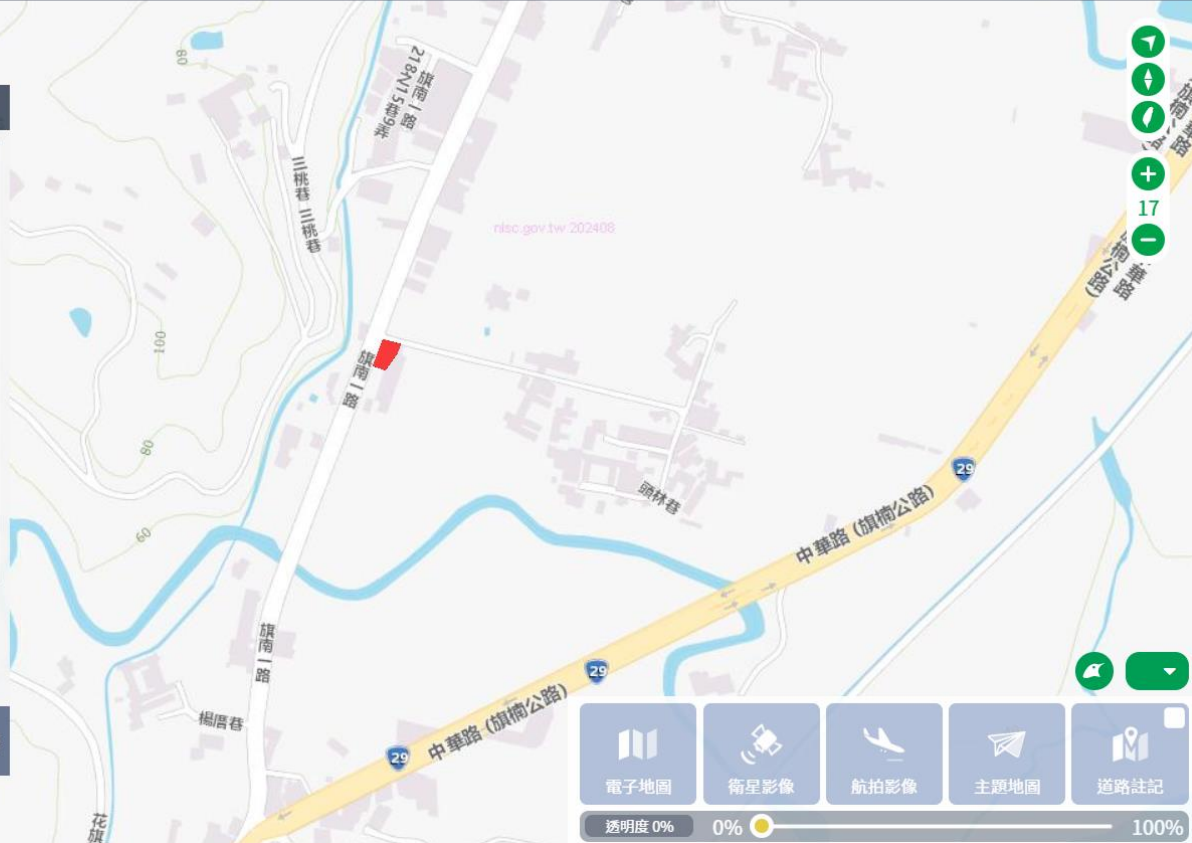 60
旗南一路
218之15巷9弄
三桃巷
三桃巷
nlsc.gov.tw 202408
17
旗南一路
100
80
頭林巷
29
中華路 (旗楠公路)
60
旗南一路
楊厝巷
29
中華路 (旗楠公路)
29
花旗
電子地圖
衛星影像
航拍影像
主題地圖
道路註記
透明度 0%
0%
100%